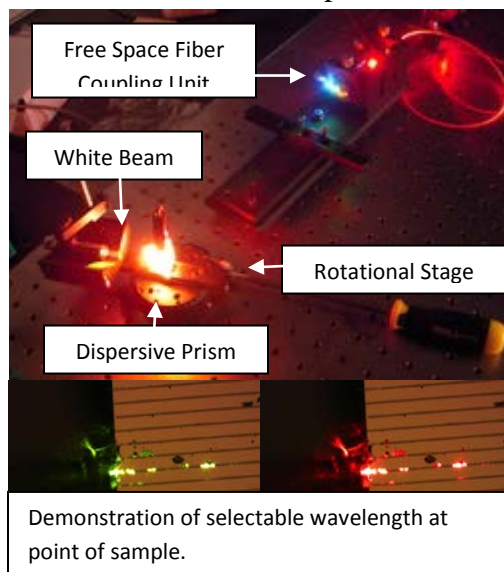 Free Space Fiber
Coupling Unit
White Beam
Rotational Stage
Dispersive Prism
Demonstration of selectable wavelength at
point of sample.